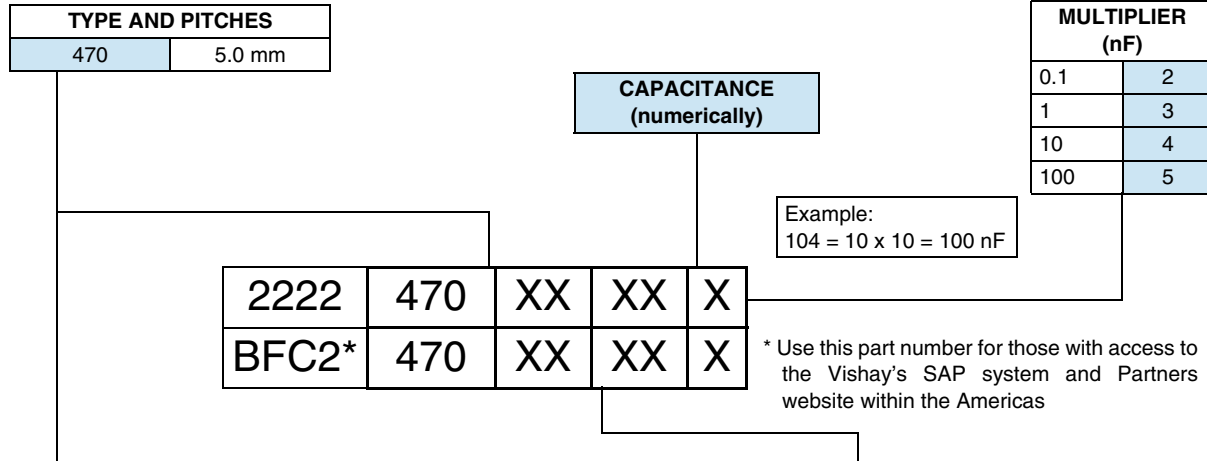 TYPE AND PITCHES
470 5.0 mm
MULTIPLIER
(nF)
0.1 2
1 3
10 4
100 5
CAPACITANCE
(numerically)
Example:
104 = 10 x 10 = 100 nF
2222 470 XX XX X
BFC2* 470 XX XX X
* Use this part number for those with access to
the Vishay's SAP system and Partners
website within the Americas